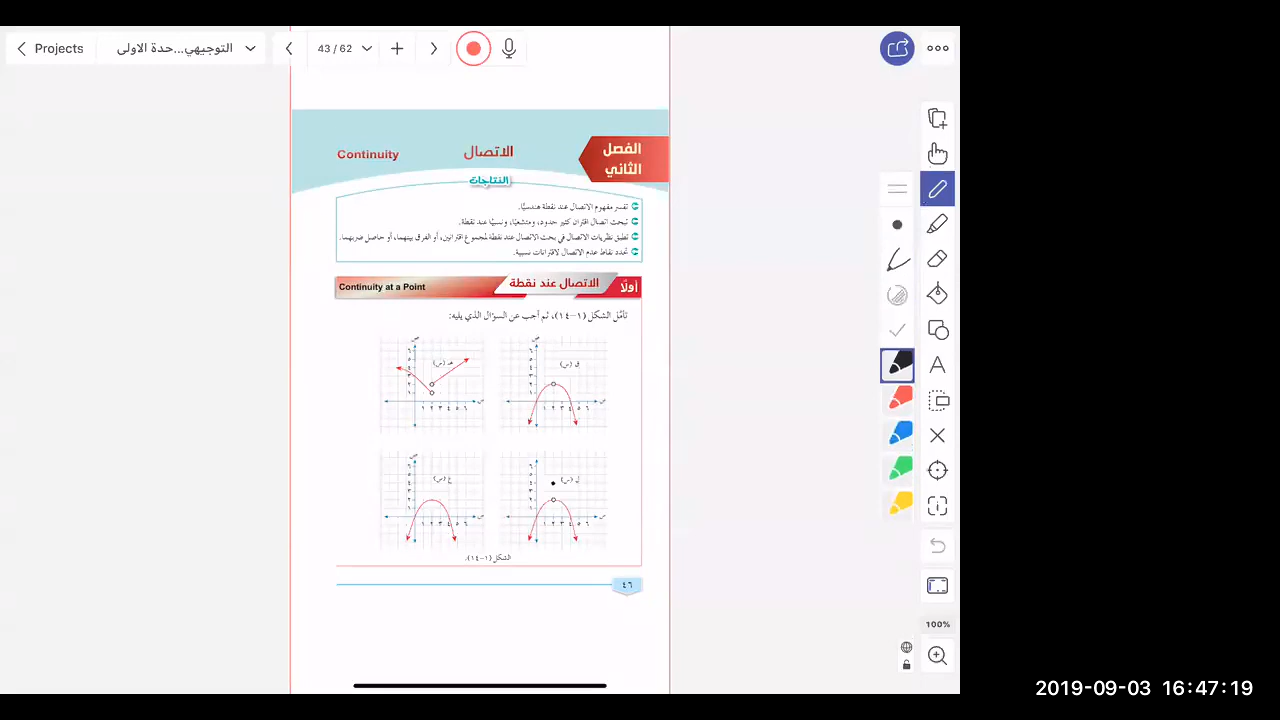 Projects
التوجيهي...حدة الاولى
43 / 62
الفصل
الثاني
الاتصال
Continuity
النتاجات
تفسر مفهوم الاتصال عند نقطة هندسيًّا.
تبحث اتصال اقتران كثير حدود، ومتشعبًا، ونسبيًّا عند نقطة.
تطبق نظريات الاتصال في بحث الاتصال عند نقطة لمجموع اقترانين، أو الفرق بينهما، أو حاصل ضربهما.
تحدد نقاط عدم الاتصال لاقترانات نسبية.
أولًا
الاتصال عند نقطة
Continuity at a Point
تأمَّل الشكل (١-١٤)، ثم أجب عن السؤال الذي يليه:
ق (س)
هـ (س)
ل (س)
ع (س)
الشكل (١-١٤).
٤٦
100%
2019-09-03 16:47:19